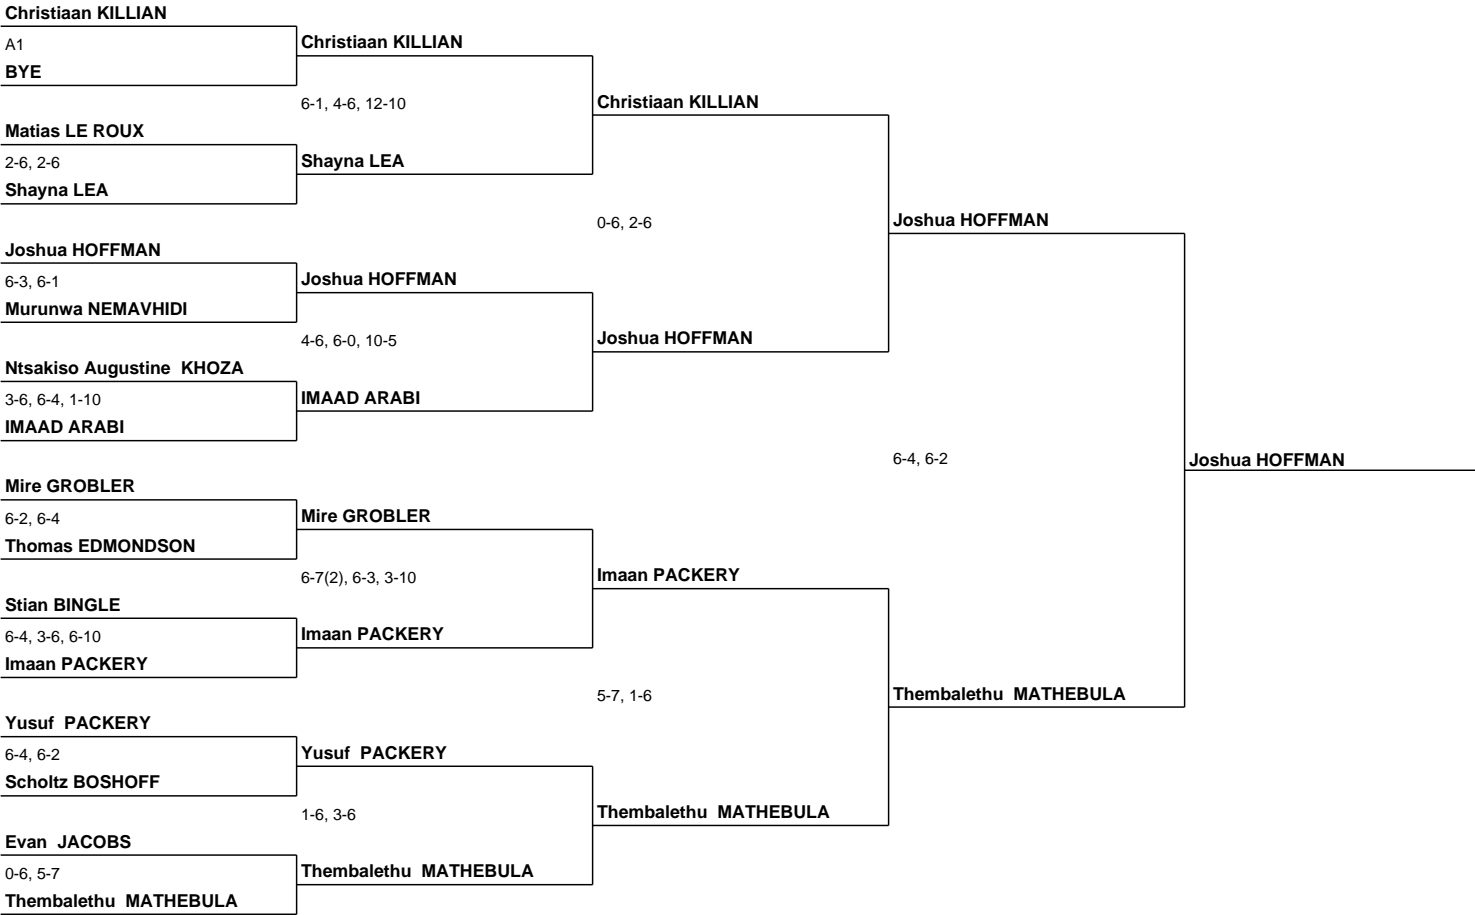 Christiaan KILLIAN
A1
BYE
Matias LE ROUX
2-6, 2-6
Shayna LEA
Joshua HOFFMAN
6-3, 6-1
Murunwa NEMAVHIDI
Ntsakiso Augustine  KHOZA
3-6, 6-4, 1-10
IMAAD ARABI
Mire GROBLER
6-2, 6-4
Thomas EDMONDSON
Stian BINGLE
6-4, 3-6, 6-10
Imaan PACKERY
Yusuf  PACKERY
6-4, 6-2
Scholtz BOSHOFF
Evan  JACOBS
0-6, 5-7
Thembalethu  MATHEBULA
Christiaan KILLIAN
6-1, 4-6, 12-10
Shayna LEA
Joshua HOFFMAN
4-6, 6-0, 10-5
IMAAD ARABI
Mire GROBLER
6-7(2), 6-3, 3-10
Imaan PACKERY
Yusuf  PACKERY
1-6, 3-6
Thembalethu  MATHEBULA
Christiaan KILLIAN
0-6, 2-6
Joshua HOFFMAN
Imaan PACKERY
5-7, 1-6
Thembalethu  MATHEBULA
Joshua HOFFMAN
6-4, 6-2
Thembalethu  MATHEBULA
Joshua HOFFMAN